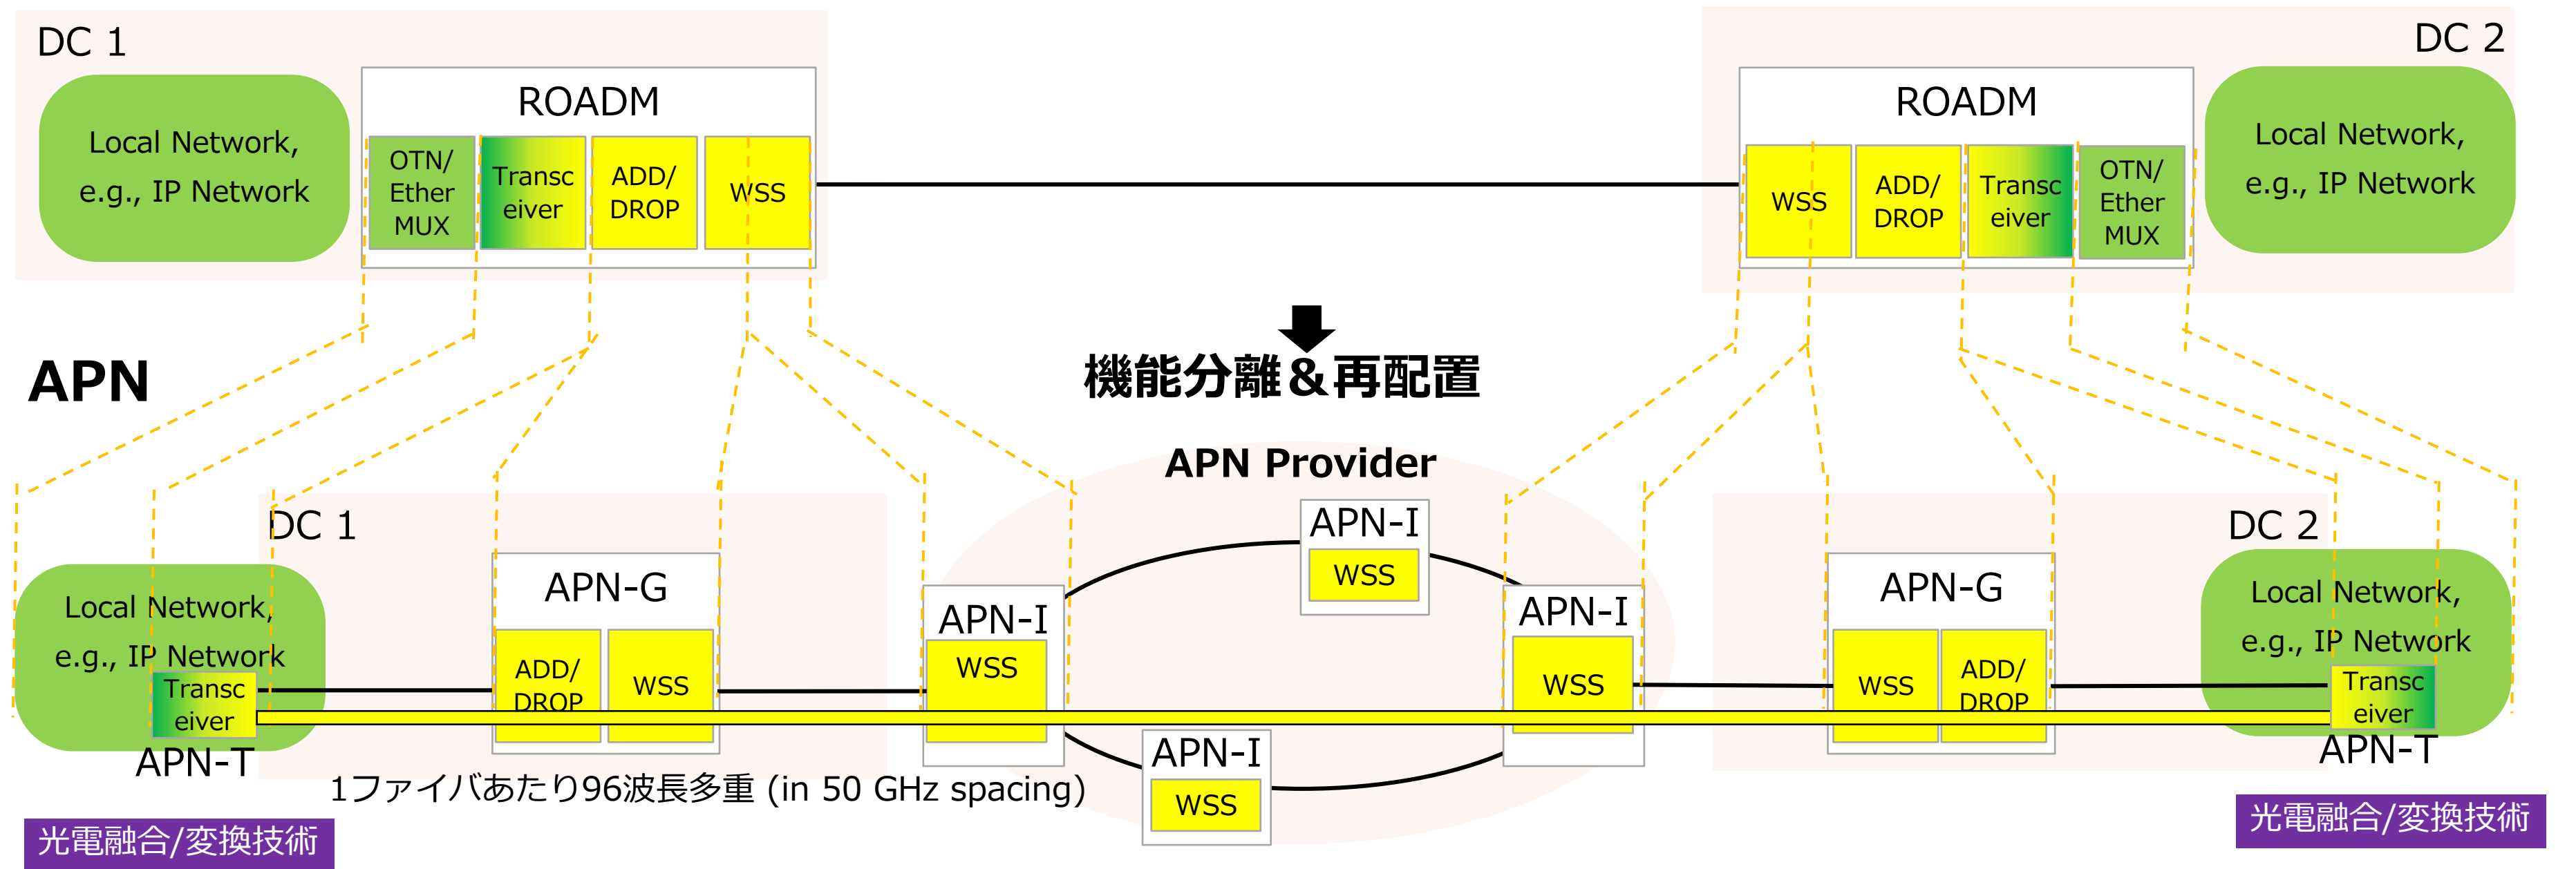 DC 1
DC 2
ROADM
ROADM
Local Network,
e.g., IP Network
OTN/
Ether
MUX
Transc
eiver
ADD/
DROP
WSS
WSS
ADD/
DROP
Transc
eiver
OTN/
Ether
MUX
Local Network,
e.g., IP Network
APN
機能分離＆再配置
APN Provider
DC 1
DC 2
Local Network,
e.g., IP Network
Transc
eiver
APN-T
APN-G
ADD/
DROP
WSS
APN-I
WSS
APN-I
WSS
APN-I
WSS
APN-I
WSS
APN-G
WSS
ADD/
DROP
Local Network,
e.g., IP Network
Transc
eiver
APN-T
1ファイバあたり96波長多重 (in 50 GHz spacing)
光電融合/変換技術
光電融合/変換技術